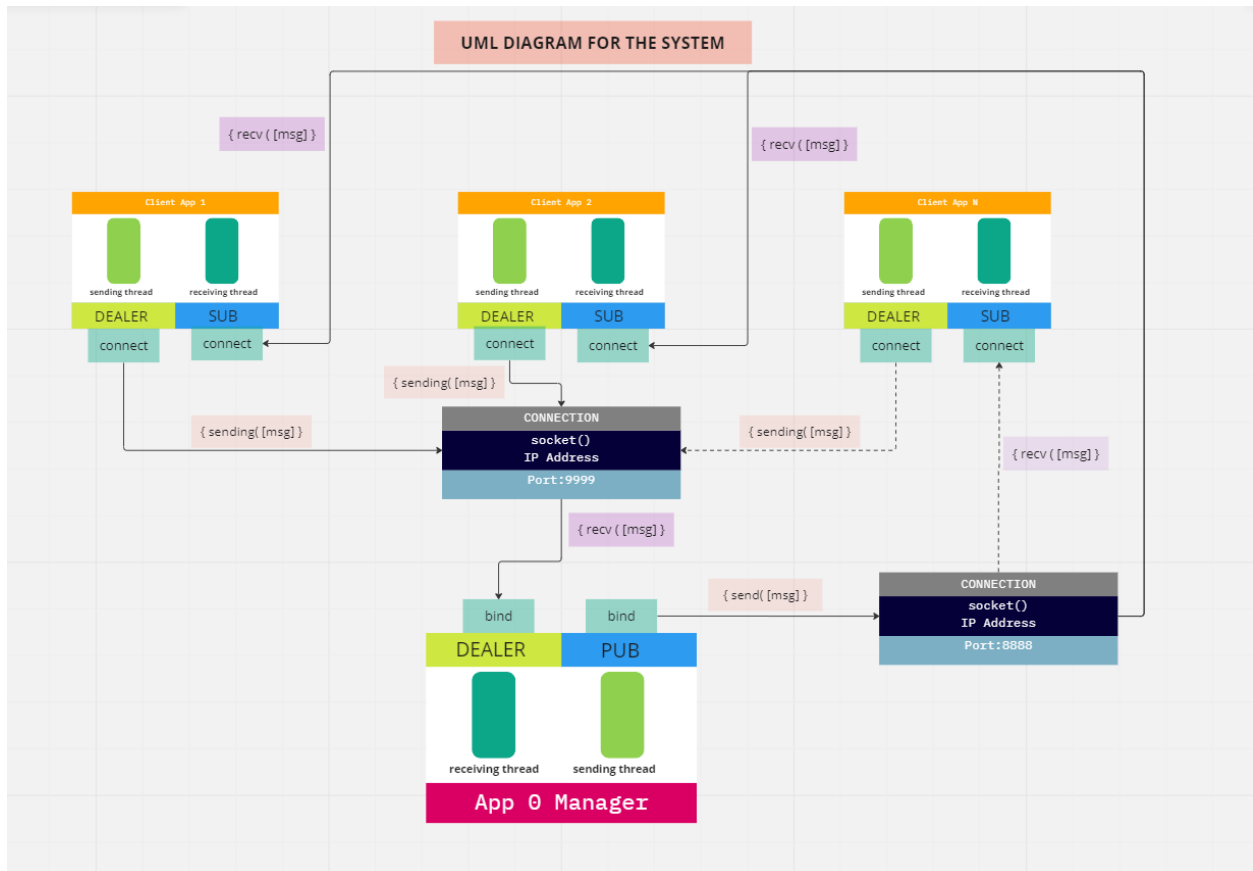 UML DIAGRAM FOR THE SYSTEM
{ recv ( [msg] }
{ recv ( [msg] }
Client App 1
sending thread
receiving thread
DEALER
SUB
connect
connect
Client App 2
sending thread
receiving thread
DEALER
SUB
connect
connect
Client App N
sending thread
receiving thread
DEALER
SUB
connect
connect
{ sending( [msg] }
{ sending( [msg] }
{ sending( [msg] }
{ recv ( [msg] }
CONNECTION
socket()
IP Address
Port:9999
{ recv ( [msg] }
{ send( [msg] }
CONNECTION
socket()
IP Address
Port:8888
bind
bind
DEALER
PUB
receiving thread
sending thread
App 0 Manager